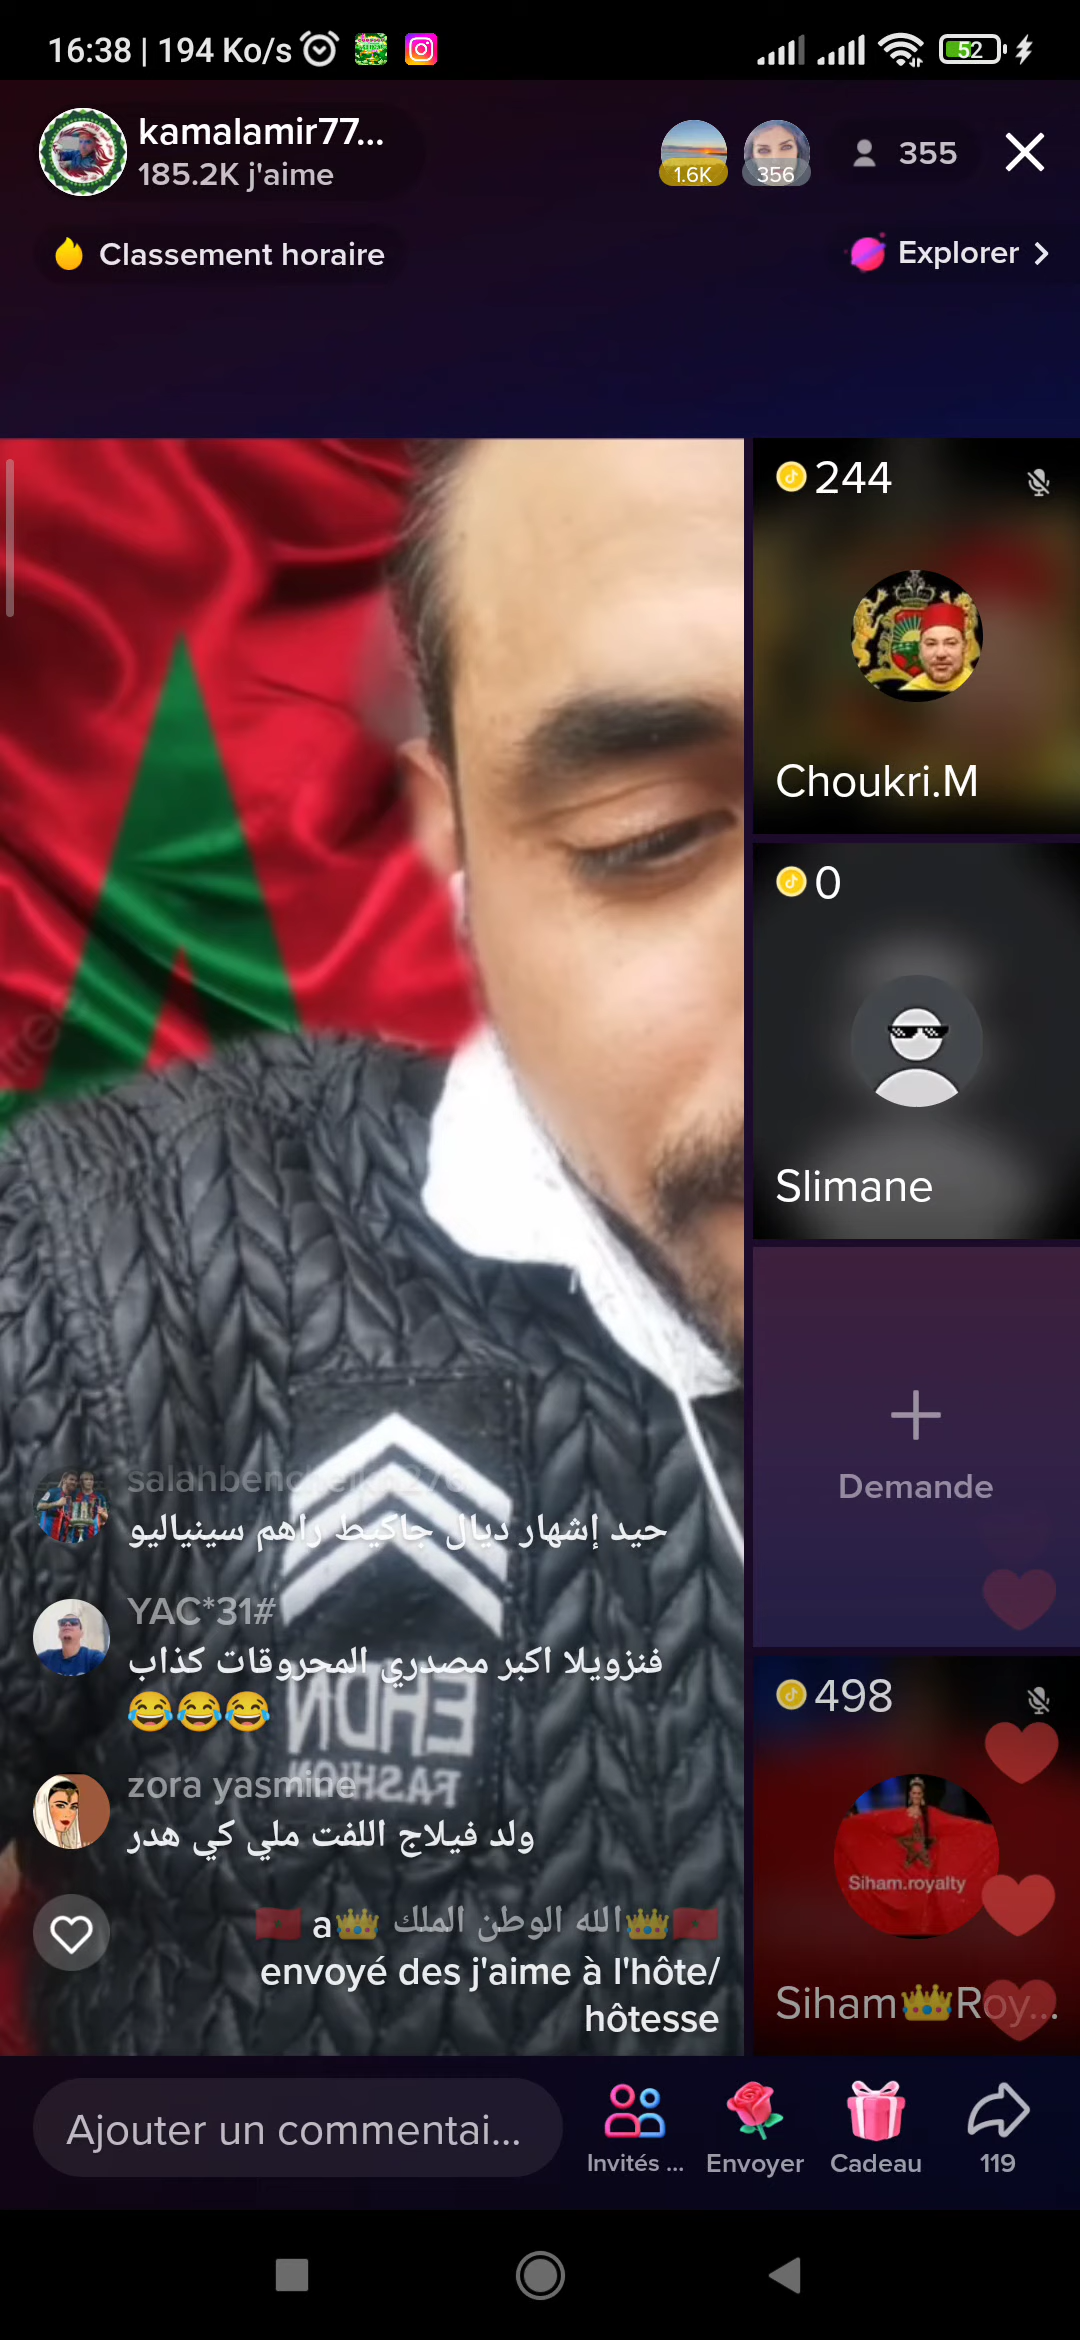 16:38 | 194 Ko/s
52
kamalamir77...
185.2K j'aime
1.6K
356
355
Classement horaire
Explorer
244
Choukri.M
0
Slimane
Demande
498
Siham.royalty
Siham👑Roy...
حيد إشهار ديال جاكيط راهم سينياليو
YAC*31#
فنزويلا اكبر مصدري المحروقات كذاب
😂😂😂
EHDN
FASHION
zora yasmine
ولد فيلاج اللفت ملي كي هدر
🇲🇦👑الله الوطن الملك👑 a 🇲🇦
envoyé des j'aime à l'hôte/
hôtesse
Ajouter un commentai...
Invités ...
Envoyer
Cadeau
119